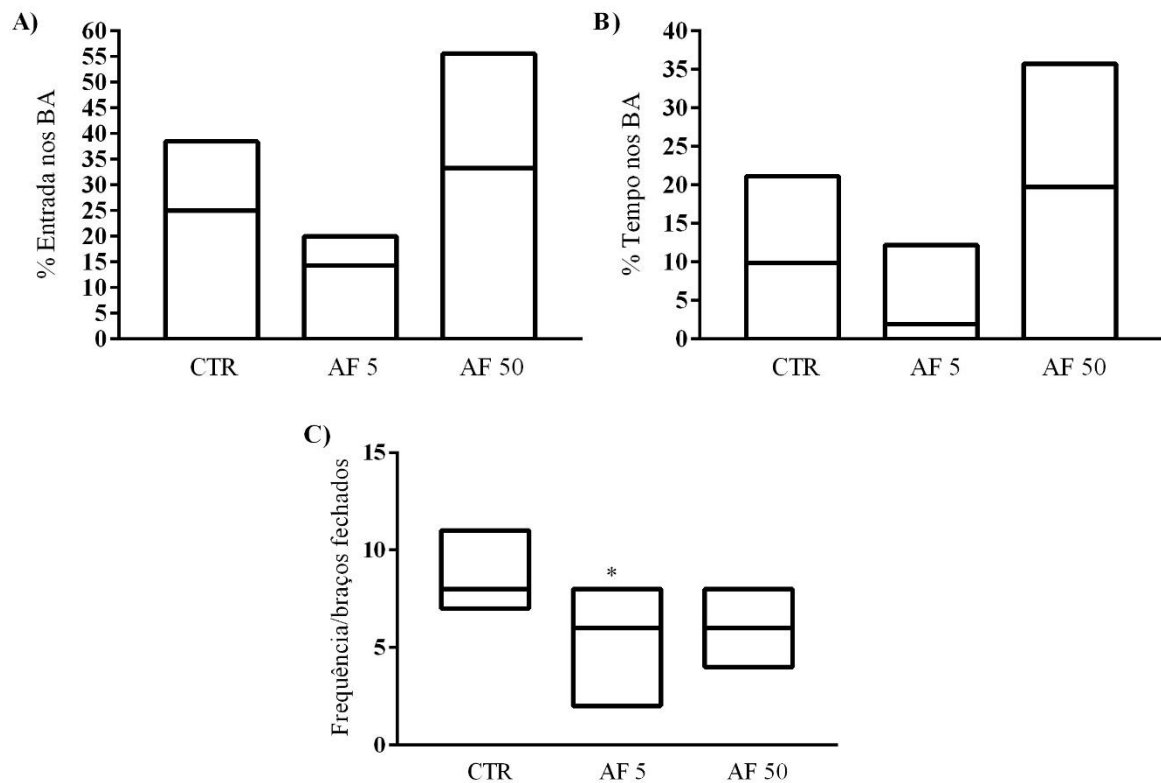 A)
% Entrada nos BA
60
55
50
45
40
35
30
25
20
15
10
5
0
CTR
AF 5
AF 50
B)
% Tempo nos BA
40
35
30
25
20
15
10
5
0
CTR
AF 5
AF 50
C)
Frequência/braços fechados
15
10
5
0
*
CTR
AF 5
AF 50